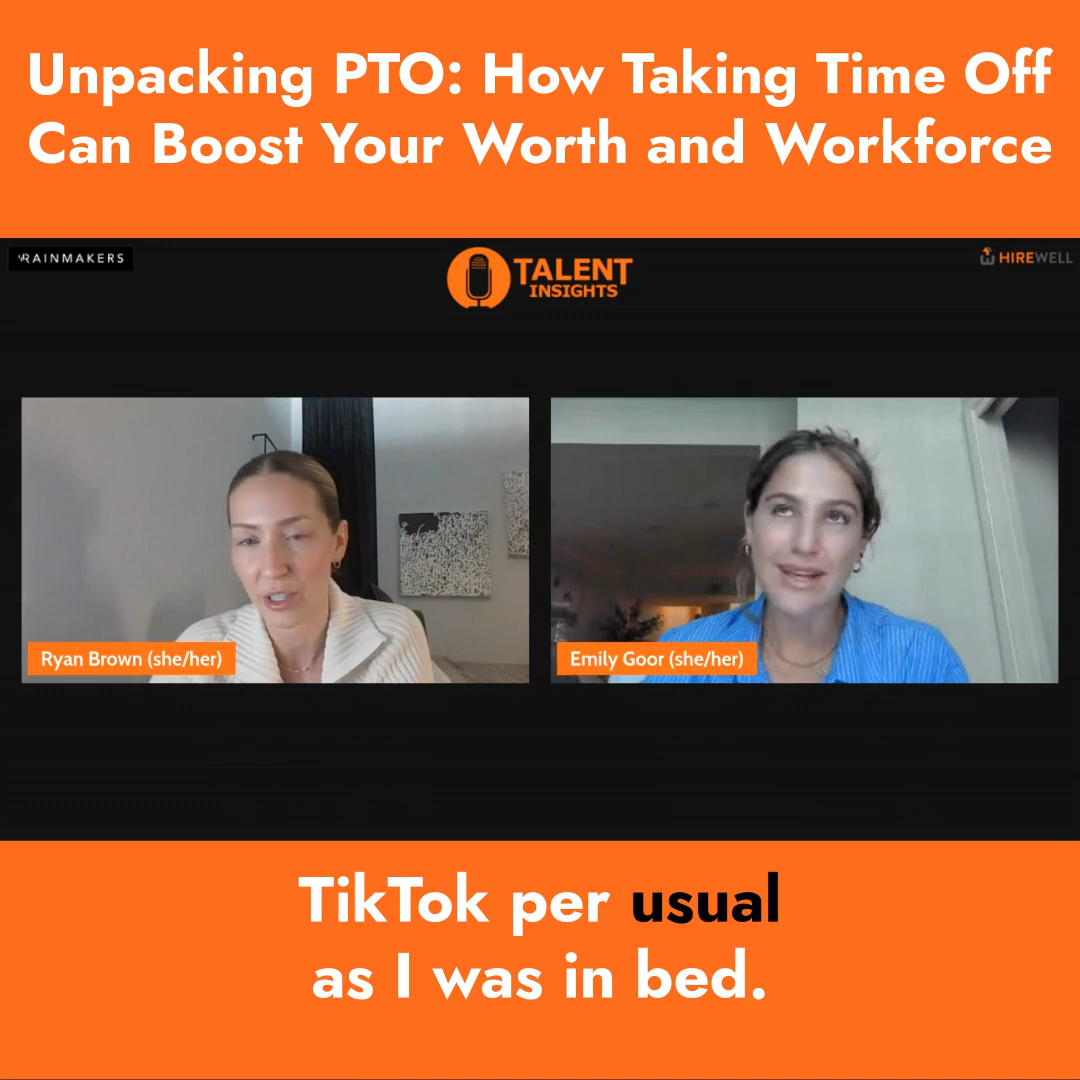 Unpacking PTO: How Taking Time Off
Can Boost Your Worth and Workforce
RAINMAKERS
TALENT
INSIGHTS
HIREWELL
Ryan Brown (she/her)
Emily Goor (she/her)
TikTok per usual
as I was in bed.